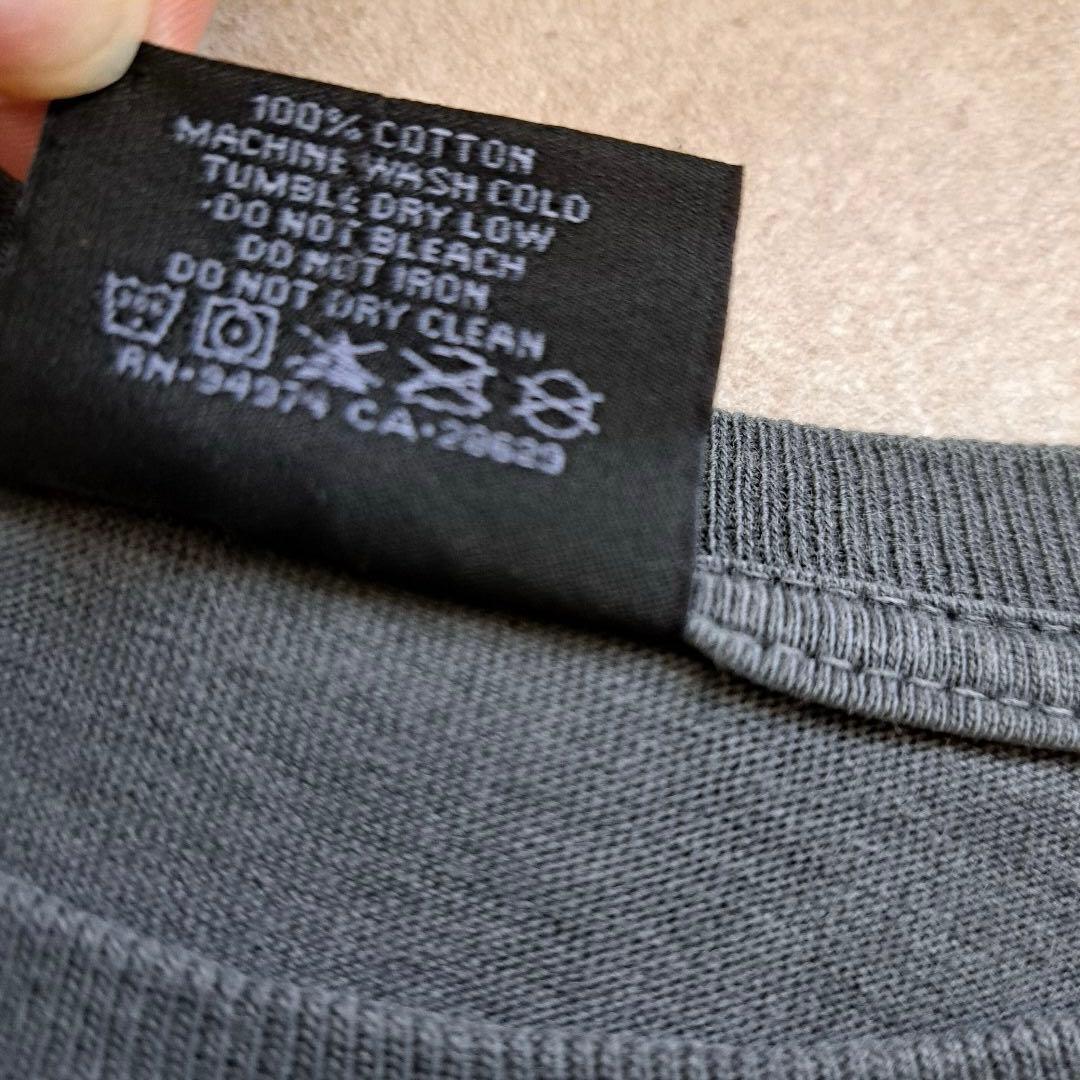 100% COTTON
MACHINE WASH COLD
TUMBLE DRY LOW
DO NOT BLEACH
DO NOT IRON
DO NOT DRY CLEAN
RN·94974 CA·28629